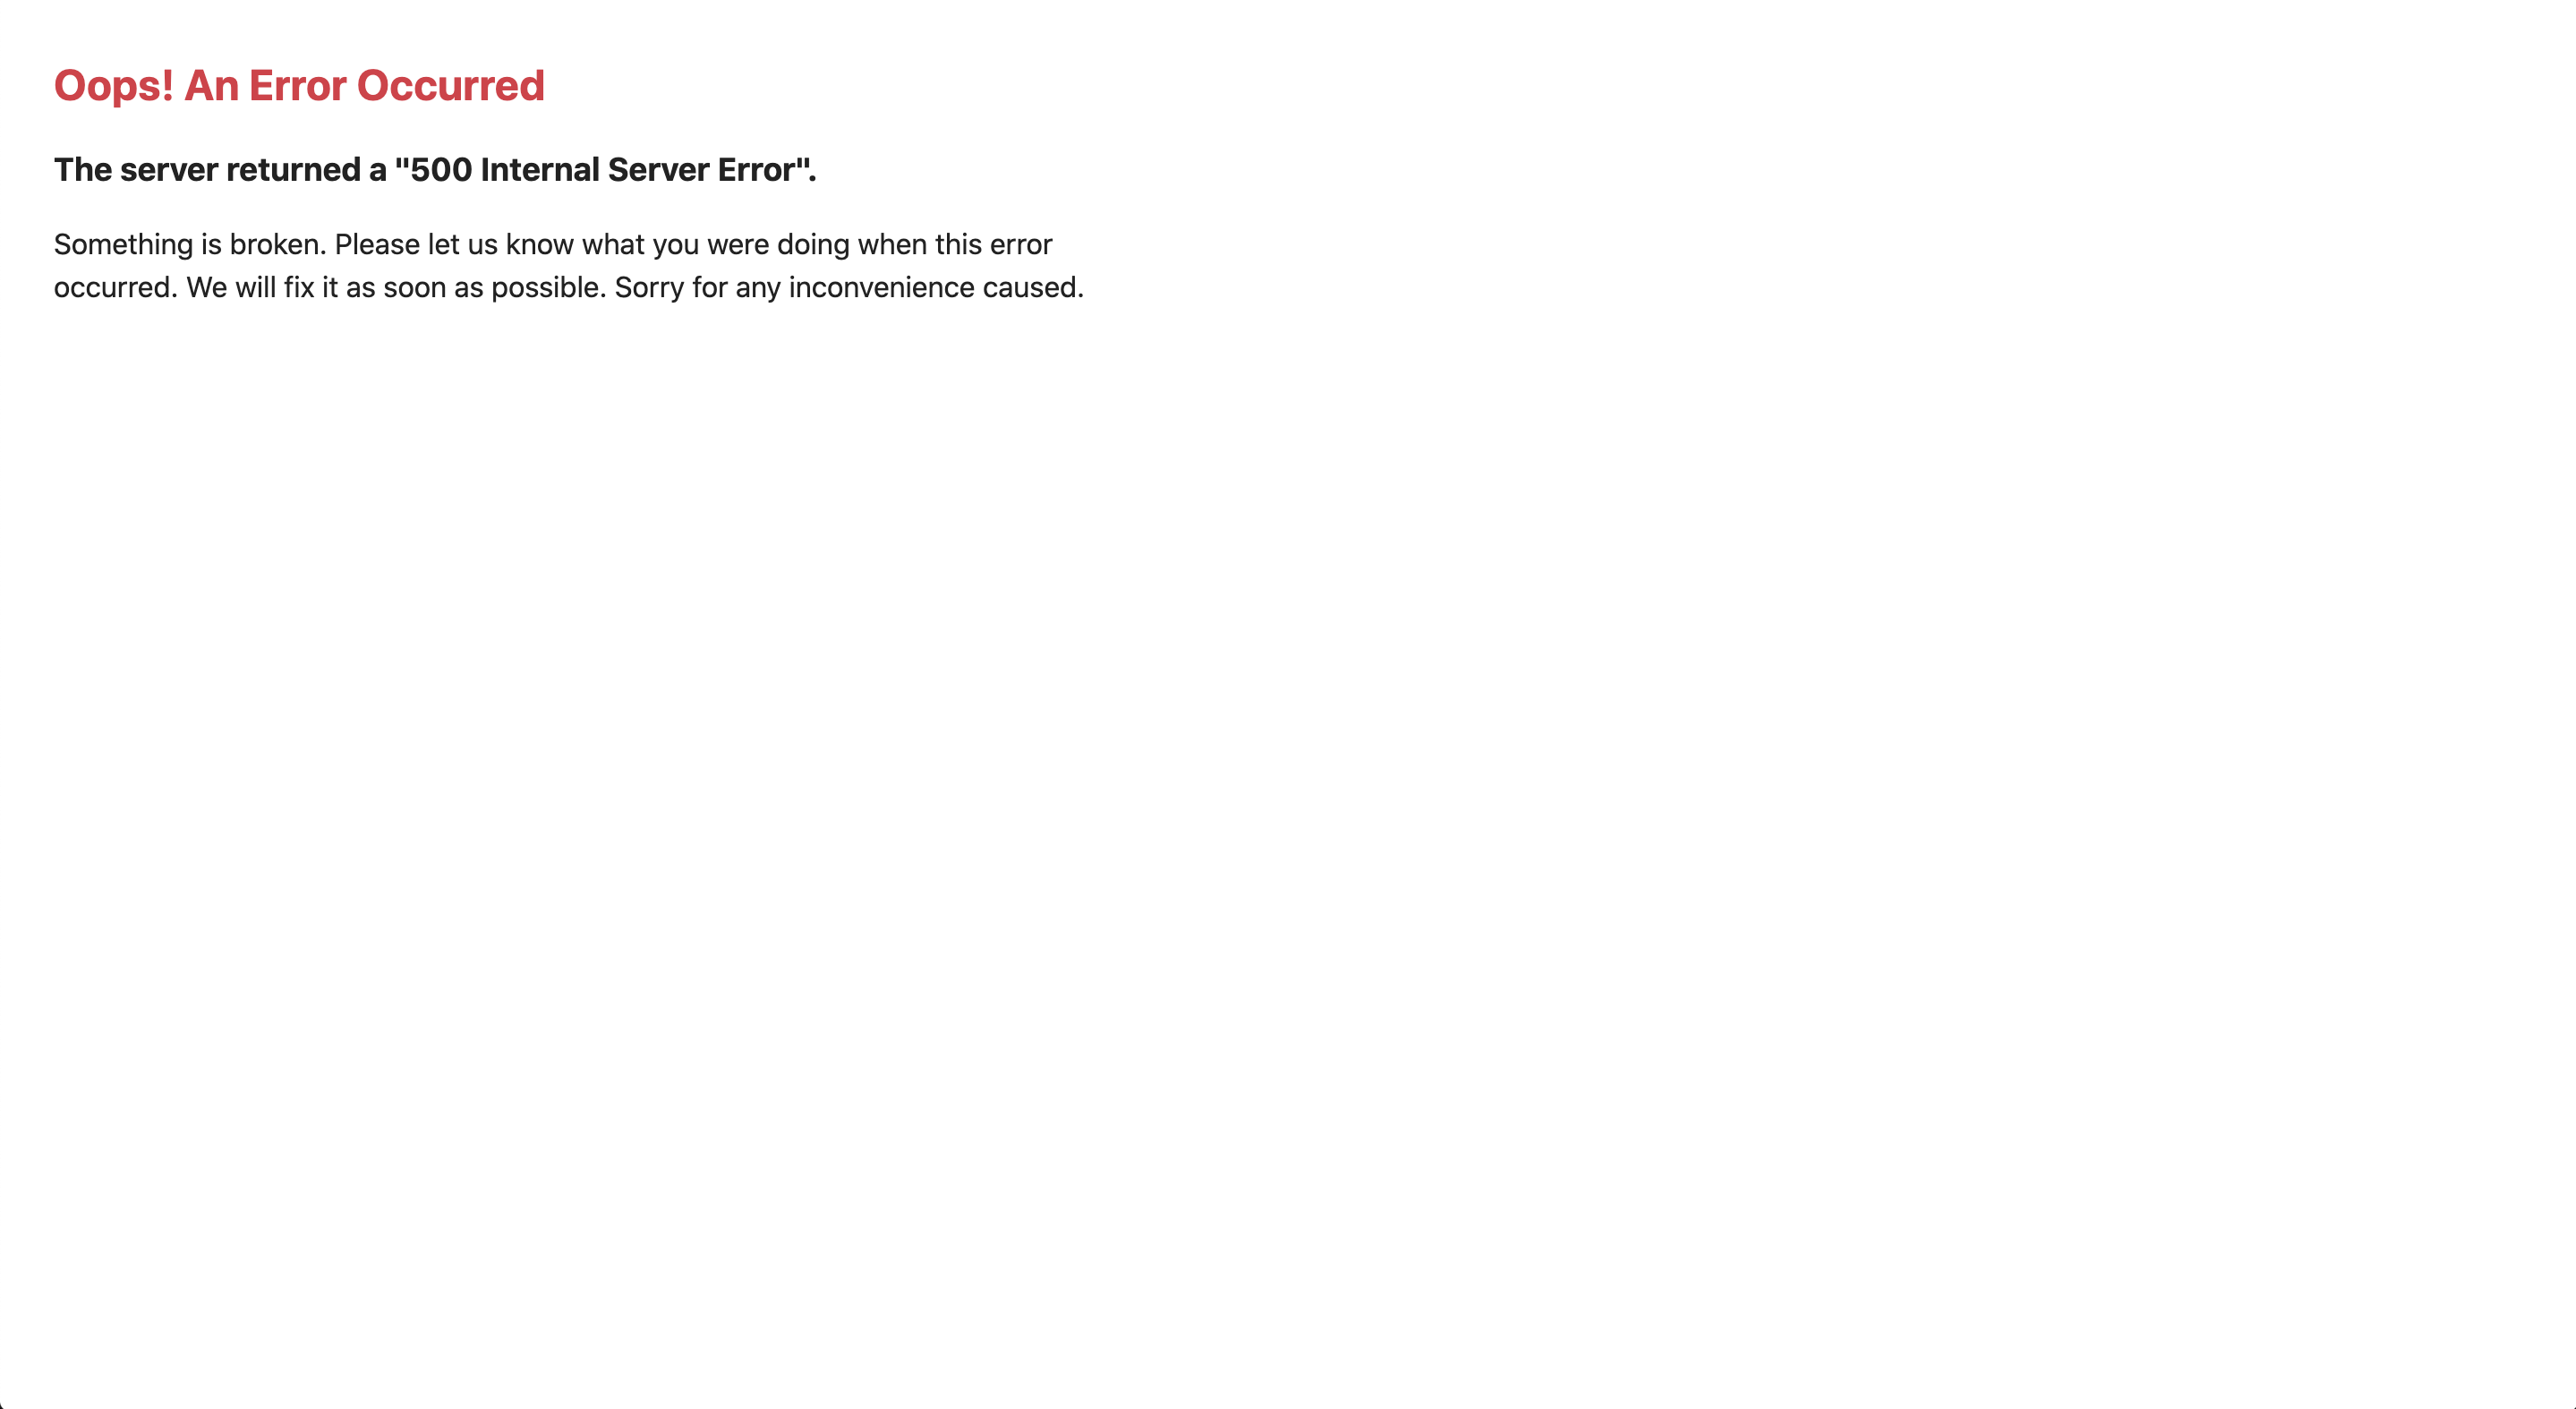 Oops! An Error Occurred
The server returned a "500 Internal Server Error".
Something is broken. Please let us know what you were doing when this error
occurred. We will fix it as soon as possible. Sorry for any inconvenience caused.